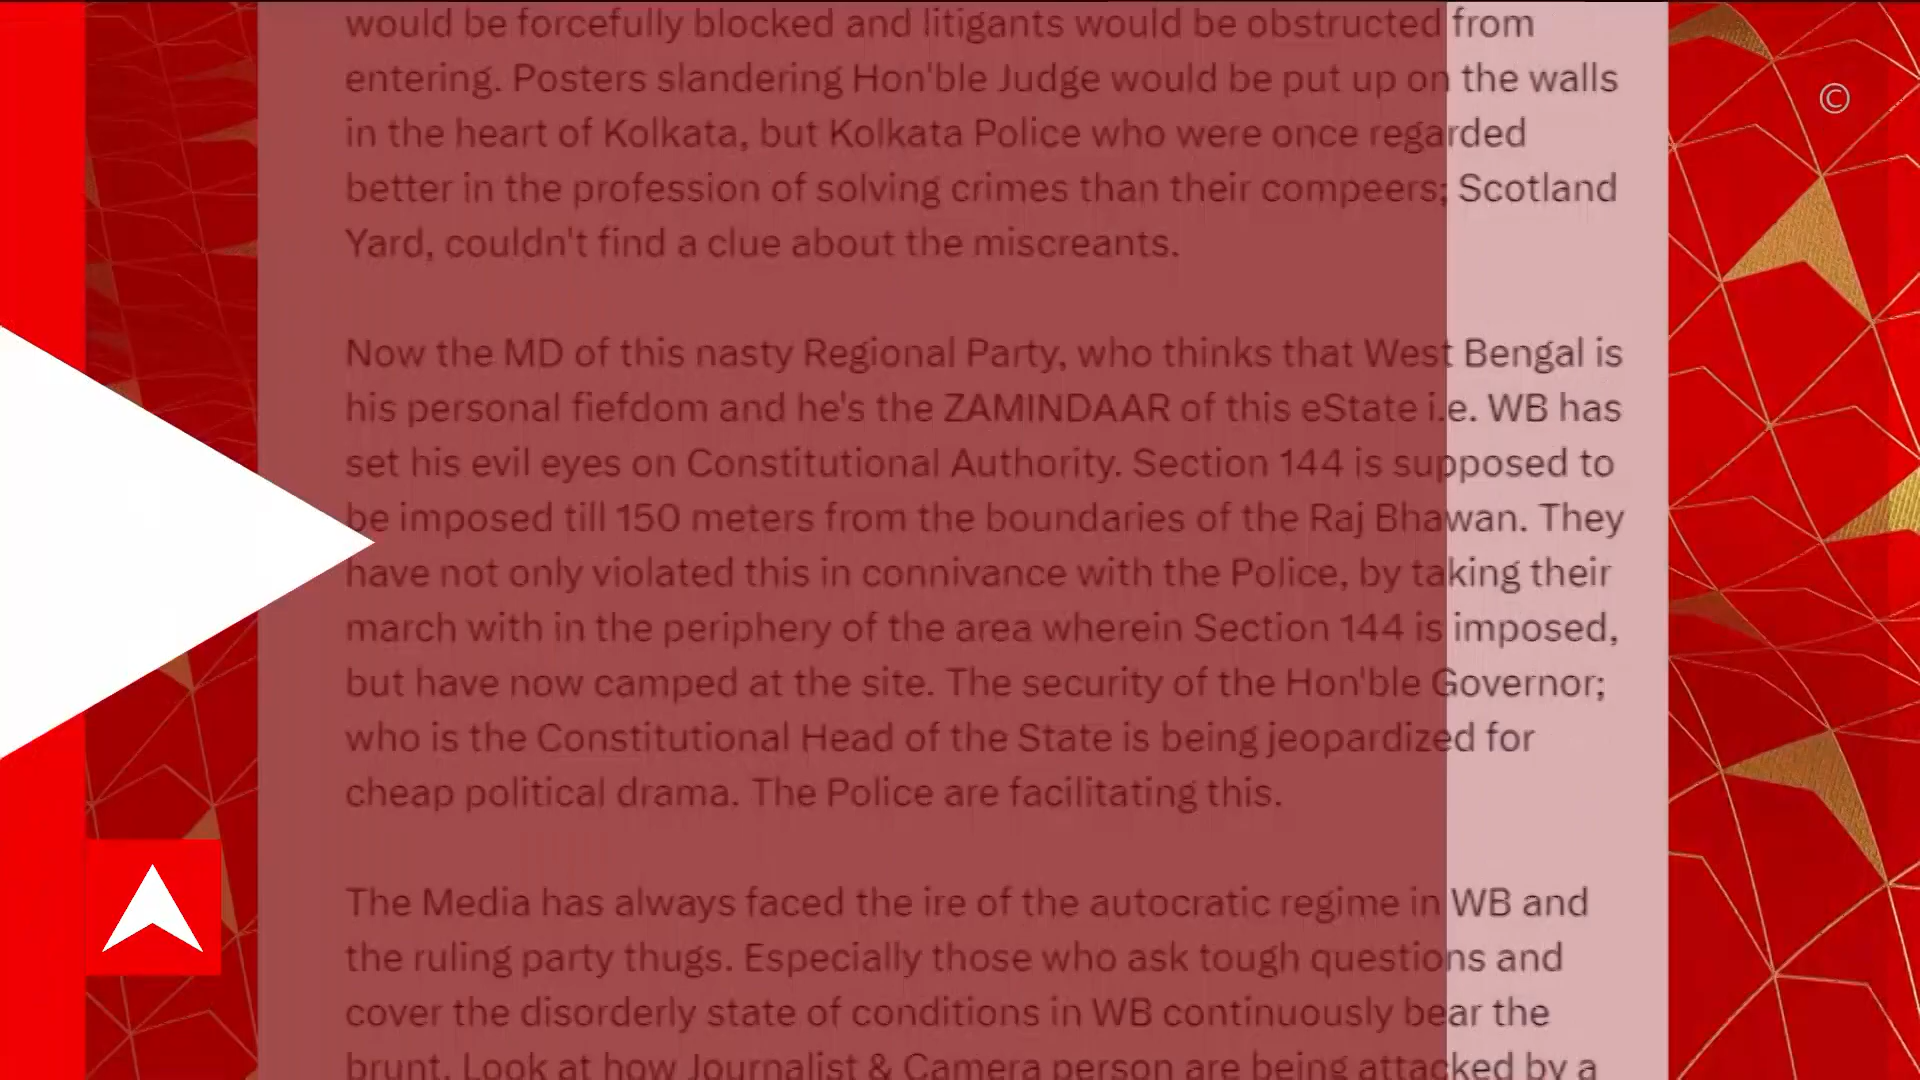 would be forcefully blocked and litigants would be obstructed from
entering. Posters slandering Hon'ble Judge would be put up on the walls
in the heart of Kolkata, but Kolkata Police who were once regarded
better in the profession of solving crimes than their compeers; Scotland
Yard, couldn't find a clue about the miscreants.
Now the MD of this nasty Regional Party, who thinks that West Bengal is
his personal fiefdom and he's the ZAMINDAAR of this eState i.e. WB has
set his evil eyes on Constitutional Authority. Section 144 is supposed to
be imposed till 150 meters from the boundaries of the Raj Bhawan. They
have not only violated this in connivance with the Police, by taking their
march with in the periphery of the area wherein Section 144 is imposed,
but have now camped at the site. The security of the Hon'ble Governor;
who is the Constitutional Head of the State is being jeopardized for
cheap political drama. The Police are facilitating this.
The Media has always faced the ire of the autocratic regime in WB and
the ruling party thugs. Especially those who ask tough questions and
cover the disorderly state of conditions in WB continuously bear the
brunt. Look at how Journalist & Camera person are being attacked by a
©